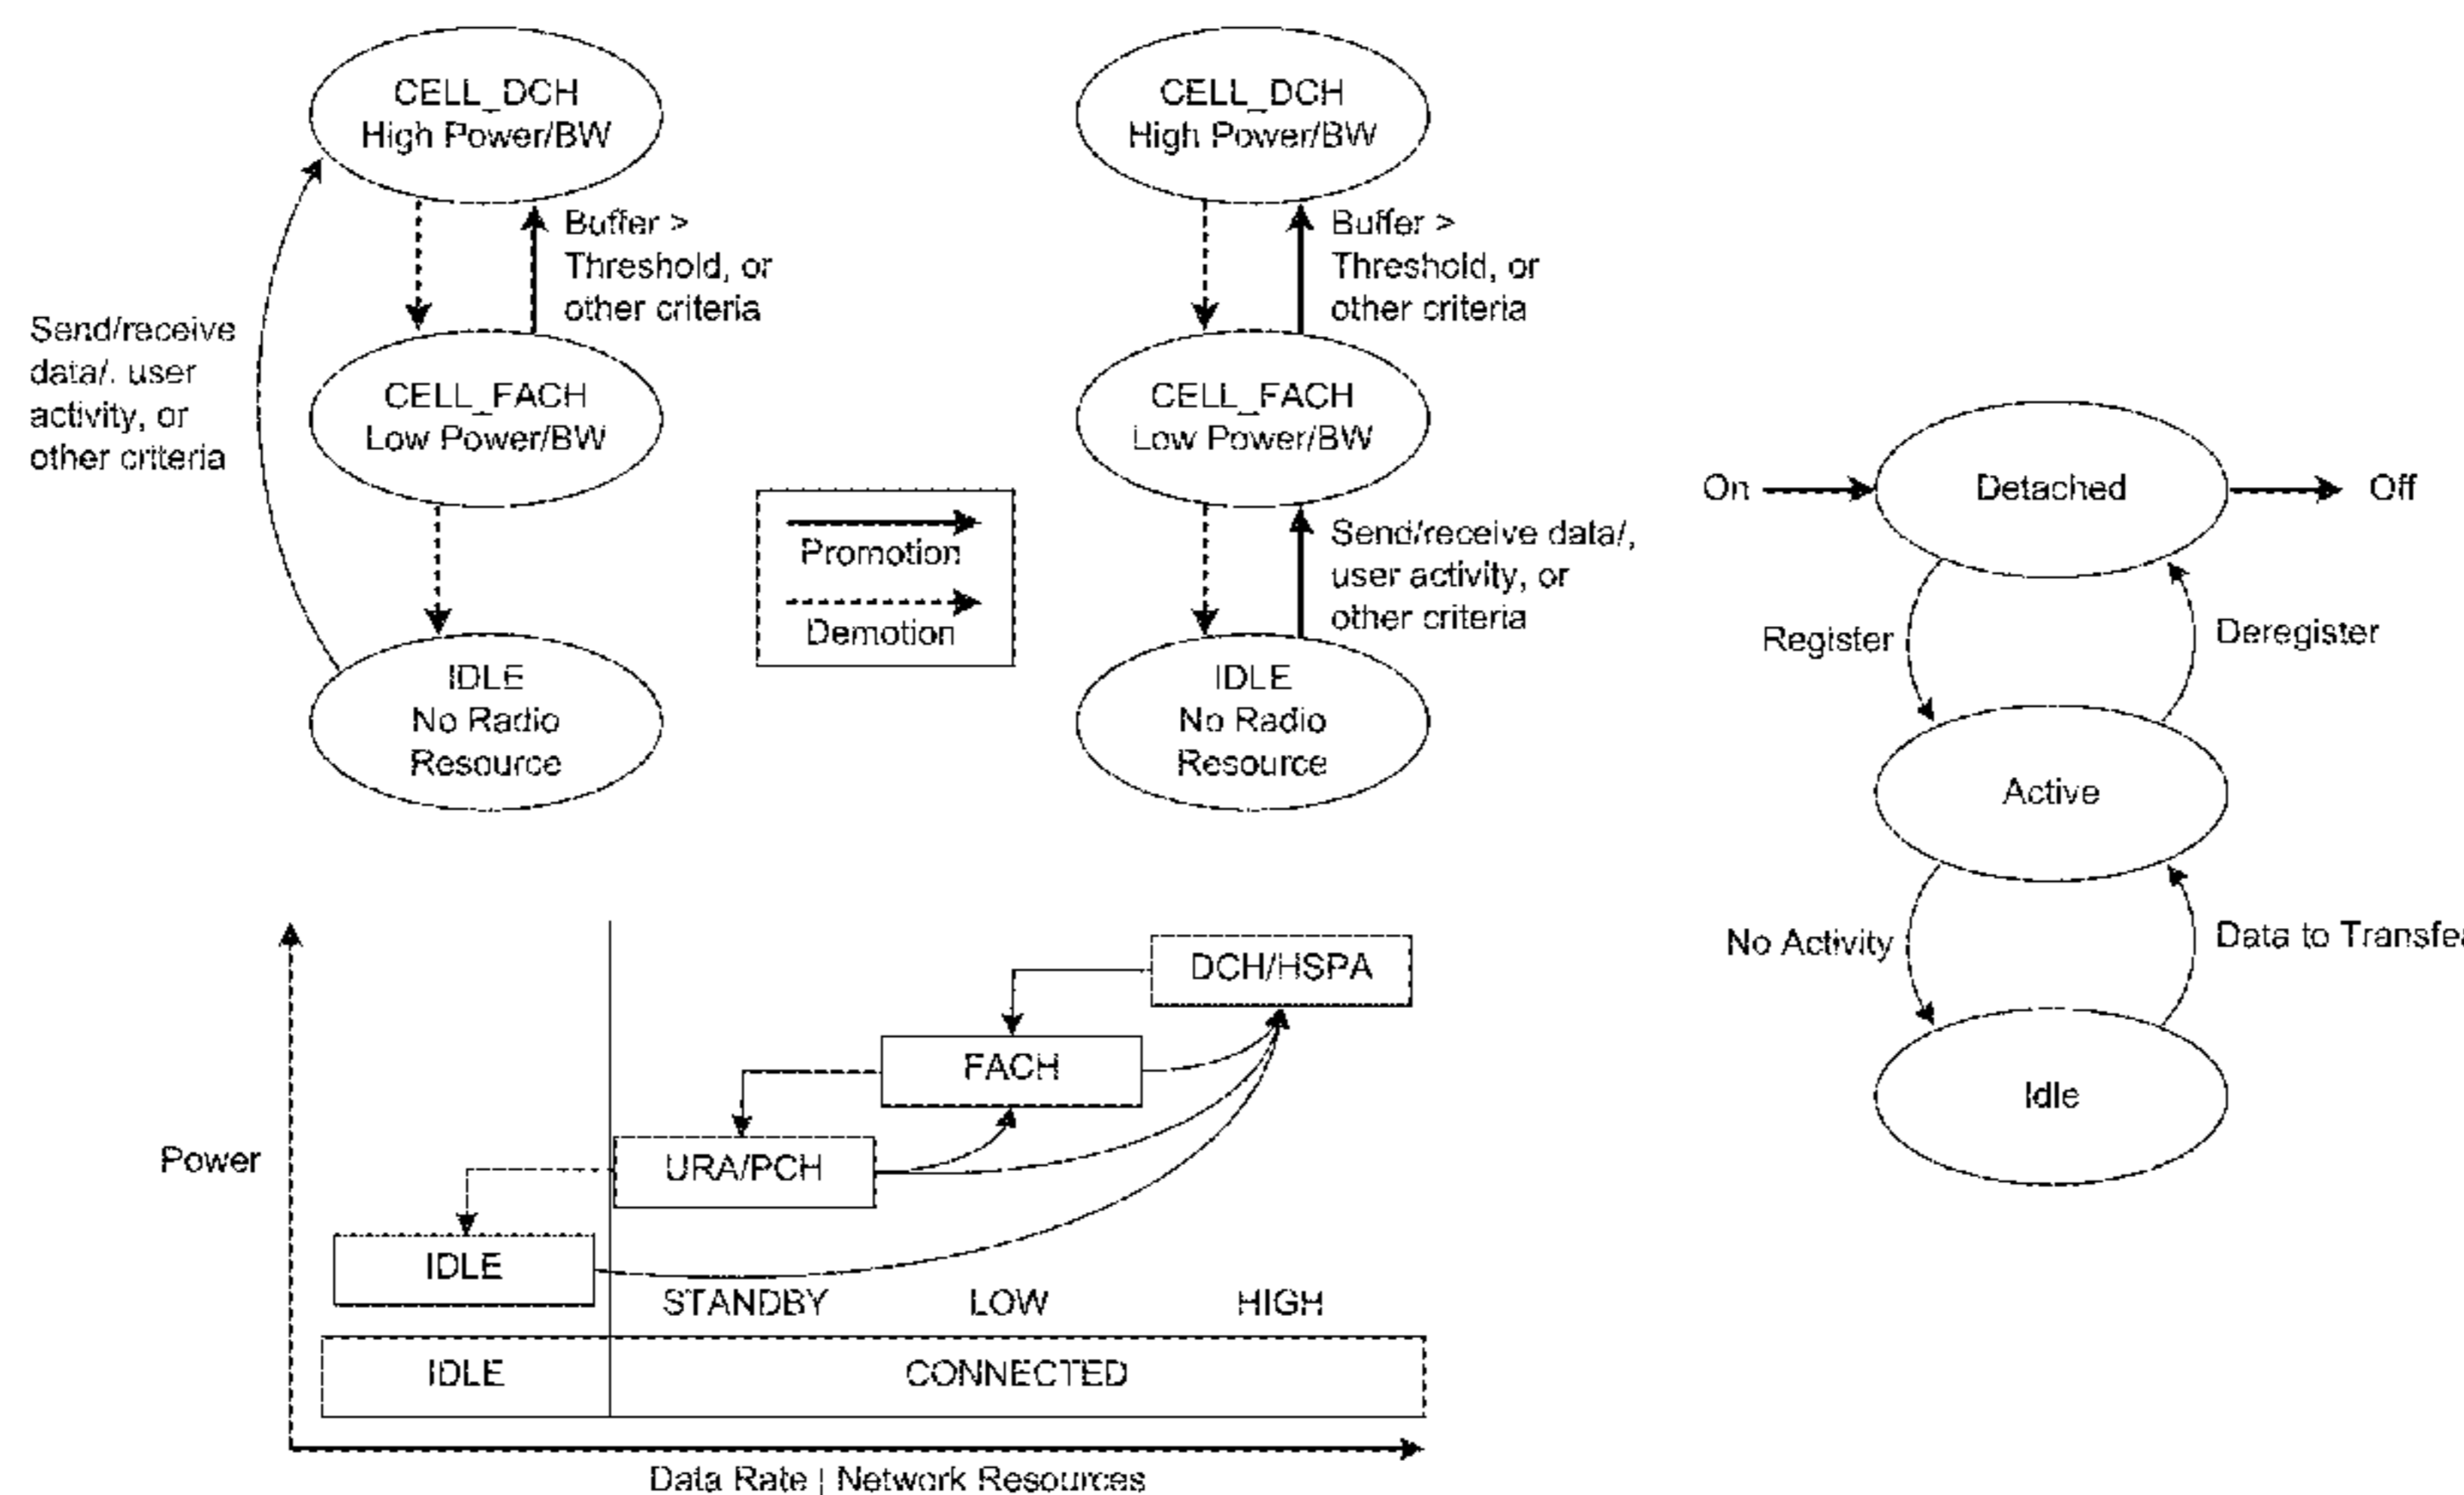 CELL_DCH
High Power/BW
Buffer >
Threshold, or
other criteria
Send/receive
data/. user
activity, or
other criteria
CELL_FACH
Low Power/BW
IDLE
No Radio
Resource
Promotion
Demotion
CELL_DCH
High Power/BW
Buffer >
Threshold, or
other criteria
CELL_FACH
Low Power/BW
Send/receive data/,
user activity, or
other criteria
IDLE
No Radio
Resource
On
Detached
Off
Register
Deregister
Active
No Activity
Data to Transfe
Idle
Power
DCH/HSPA
FACH
URA/PCH
IDLE
STANDBY
LOW
HIGH
IDLE
CONNECTED
Data Rate | Network Resources